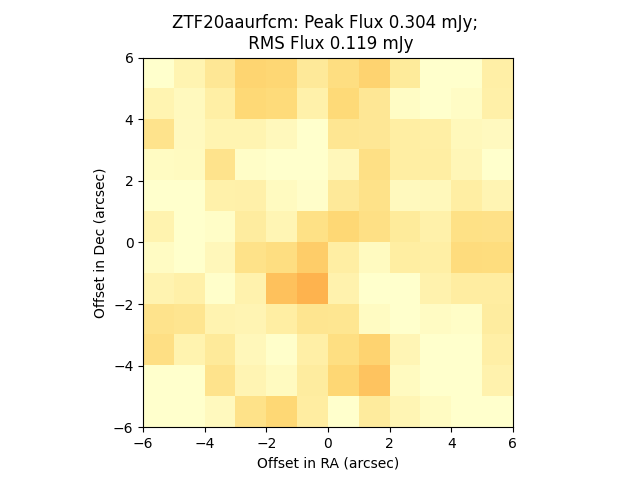 ZTF20aaurfcm: Peak Flux 0.304 mJy;
RMS Flux 0.119 mJy
6
4
2
0
−2
−4
−6
Offset in Dec (arcsec)
−6 −4 −2 0 2 4 6
Offset in RA (arcsec)